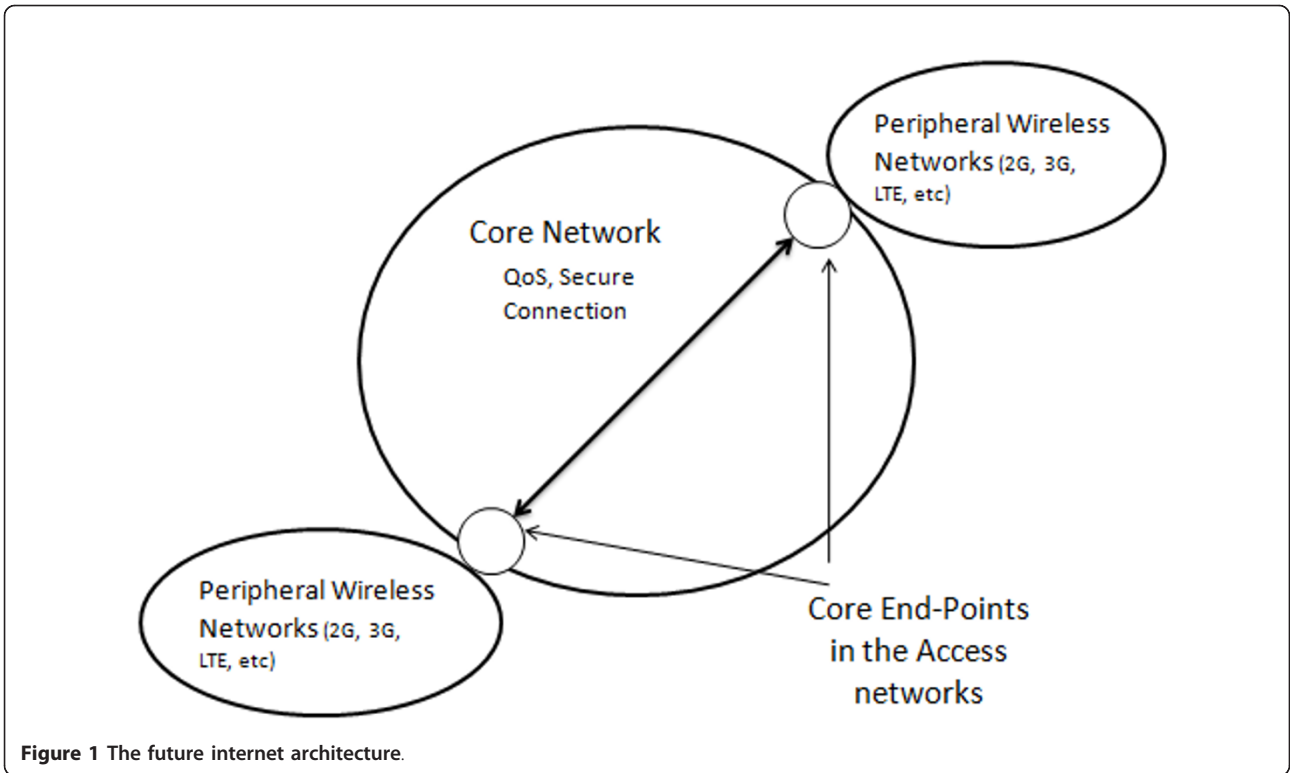 Peripheral Wireless
Networks (2G, 3G,
LTE, etc)
Core Network
QoS, Secure
Connection
Peripheral Wireless
Networks (2G, 3G,
LTE, etc)
Core End-Points
in the Access
networks
Figure 1 The future internet architecture.